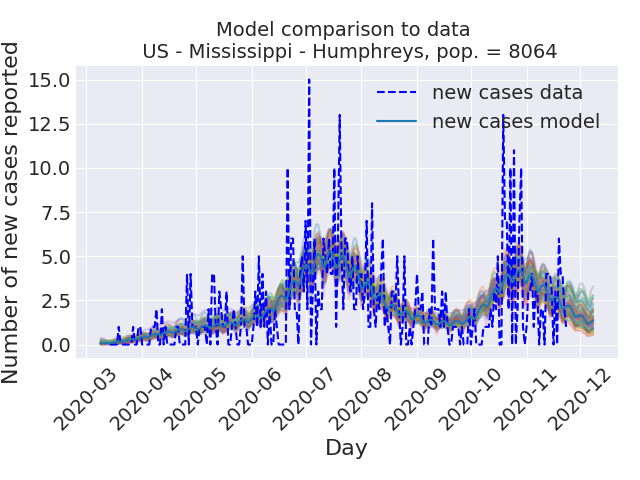 Model comparison to data
US - Mississippi - Humphreys, pop. = 8064
Number of new cases reported
15.0
12.5
10.0
7.5
5.0
2.5
0.0
new cases data
new cases model
2020-03
2020-04
2020-05
2020-06
2020-07
2020-08
2020-09
2020-10
2020-11
2020-12
Day